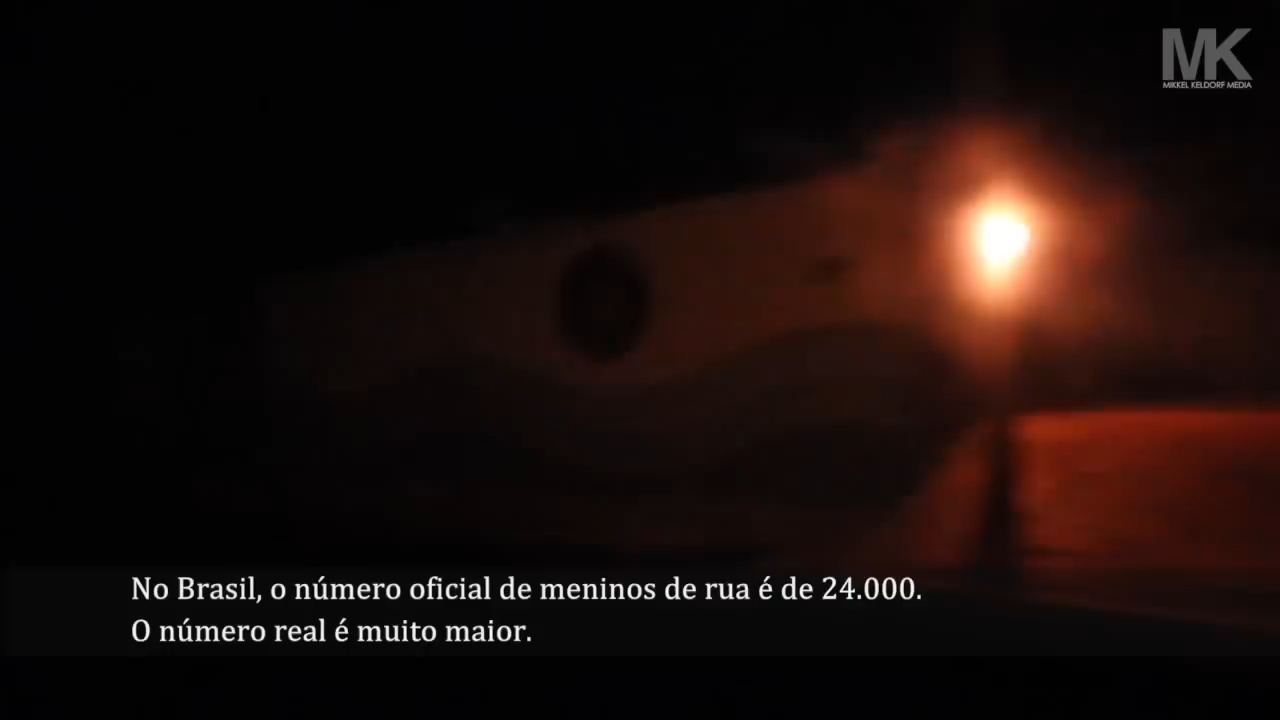 MK
MIKKEL KELDORF MEDIA
No Brasil, o número oficial de meninos de rua é de 24.000.
O número real é muito maior.